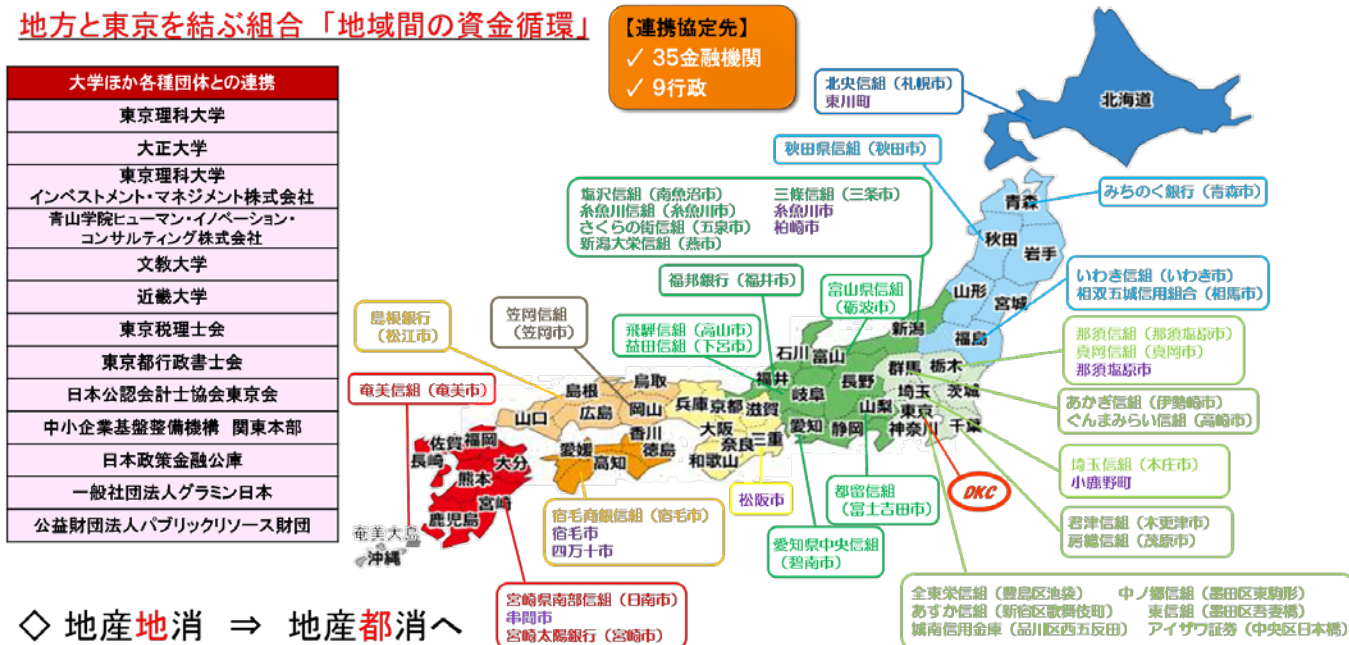 地方と東京を結ぶ組合「地域間の資金循環」
【連携協定先】
✓ 35金融機関
✓ 9行政
大学ほか各種団体との連携
東京理科大学
大正大学
東京理科大学
インベストメント・マネジメント株式会社
青山学院ヒューマン・イノベーション・
コンサルティング株式会社
文教大学
近畿大学
東京税理士会
東京都行政書士会
日本公認会計士協会東京会
中小企業基盤整備機構 関東本部
日本政策金融公庫
一般社団法人グラミン日本
公益財団法人パブリックリソース財団
北央信組（札幌市）
東川町
北海道
秋田県信組（秋田市）
みちのく銀行（青森市）
塩沢信組（南魚沼市） 三條信組（三条市）
糸魚川信組（糸魚川市） 糸魚川市
さくらの街信組（五泉市） 柏崎市
新潟大栄信組（燕市）
福邦銀行（福井市）
富山県信組
（砺波市）
いわき信組（いわき市）
相双五城信用組合（相馬市）
島根銀行
（松江市）
笠岡信組
（笠岡市）
飛騨信組（高山市）
益田信組（下呂市）
那須信組（那須塩原市）
真岡信組（真岡市）
那須塩原市
奄美信組（奄美市）
あかぎ信組（伊勢崎市）
ぐんまみらい信組（高崎市）
埼玉信組（本庄市）
小鹿野町
君津信組（木更津市）
房総信組（茂原市）
松阪市
都留信組
（富士吉田市）
愛知県中央信組
（碧南市）
DKC
宿毛商銀信組（宿毛市）
宿毛市
四万十市
宮崎県南部信組（日南市）
串間市
宮崎太陽銀行（宮崎市）
全東栄信組（豊島区池袋） 中ノ郷信組（墨田区東駒形）
あすか信組（新宿区歌舞伎町） 東信組（墨田区吾妻橋）
城南信用金庫（品川区西五反田） アイザワ証券（中央区日本橋）
青森
秋田
岩手
山形
宮城
福島
新潟
石川
富山
群馬
栃木
福井
岐阜
長野
埼玉
茨城
山梨
東京
神奈川
千葉
愛知
静岡
島根
鳥取
山口
広島
岡山
兵庫
京都
滋賀
大阪
奈良
三重
和歌山
香川
愛媛
高知
徳島
佐賀
福岡
長崎
大分
熊本
宮崎
鹿児島
奄美大島
沖縄
◇ 地産地消 ⇒ 地産都消へ